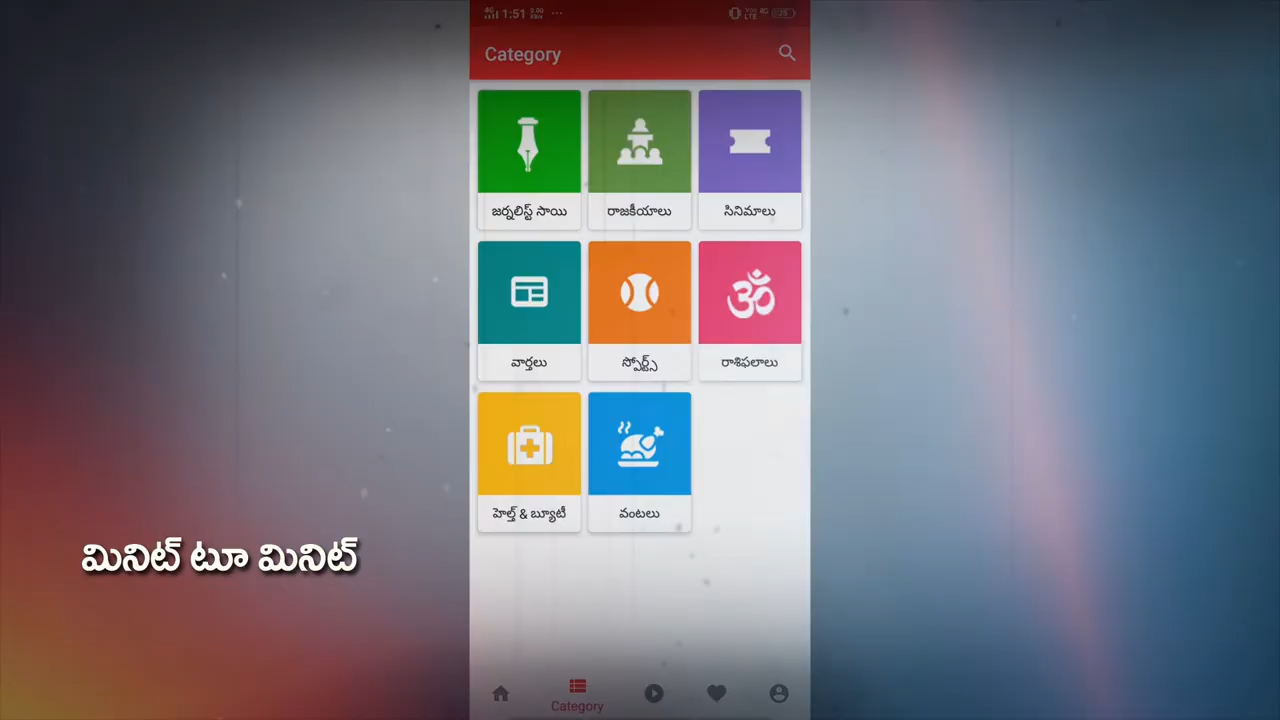 1:51
Category
జర్నలిస్ట్ సాయి
రాజకీయాలు
సినిమాలు
వార్తలు
స్పోర్ట్స్
రాశిఫలాలు
హెల్త్ & బ్యూటీ
వంటలు
మినిట్ టూ మినిట్
Category